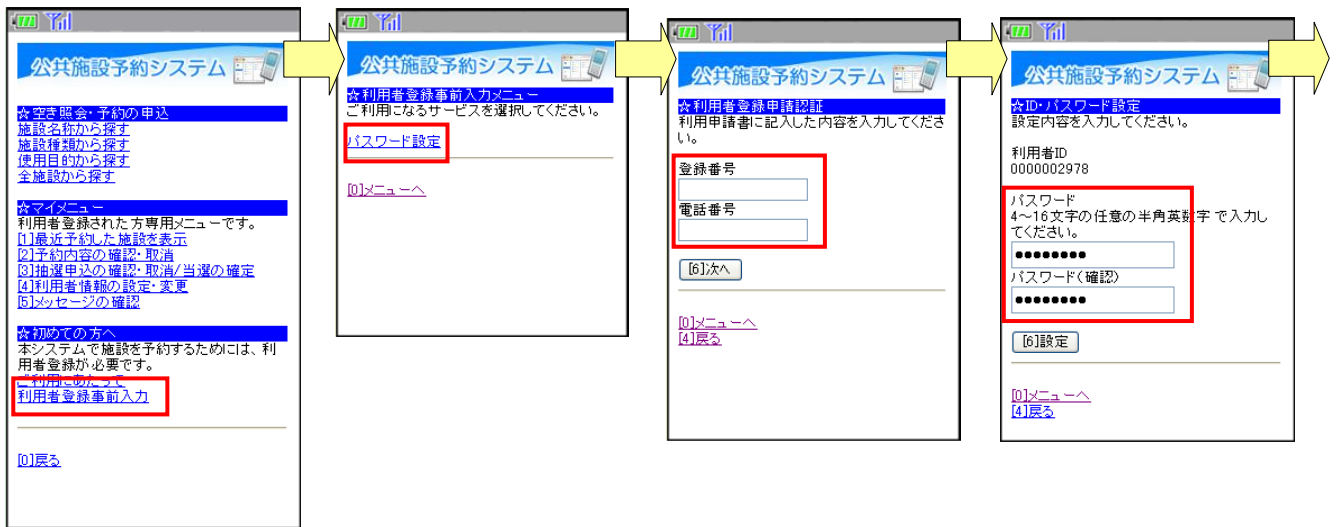 公共施設予約システム
☆空き照会・予約の申込
施設名称から探す
施設種類から探す
使用目的から探す
全施設から探す
☆マイメニュー
利用者登録された方専用メニューです。
[1]最近予約した施設を表示
[2]予約内容の確認・取消
[3]抽選申込の確認・取消/当選の確定
[4]利用者情報の設定・変更
[5]メッセージの確認
☆初めての方へ
本システムで施設を予約するためには、利
用者登録が必要です。
ご利用にあたって
利用者登録事前入力
[0]戻る
公共施設予約システム
☆利用者登録事前入力メニュー
ご利用になるサービスを選択してください。
パスワード設定
[0]メニューへ
公共施設予約システム
☆利用者登録申請認証
利用申請書に記入した内容を入力してくださ
い。
登録番号
電話番号
[6]次へ
[0]メニューへ
[4]戻る
公共施設予約システム
☆ID・パスワード設定
設定内容を入力してください。
利用者ID
0000002978
パスワード
4～16文字の任意の半角英数字で入力し
てください。
●●●●●●●●
パスワード(確認)
●●●●●●●●
[6]設定
[0]メニューへ
[4]戻る